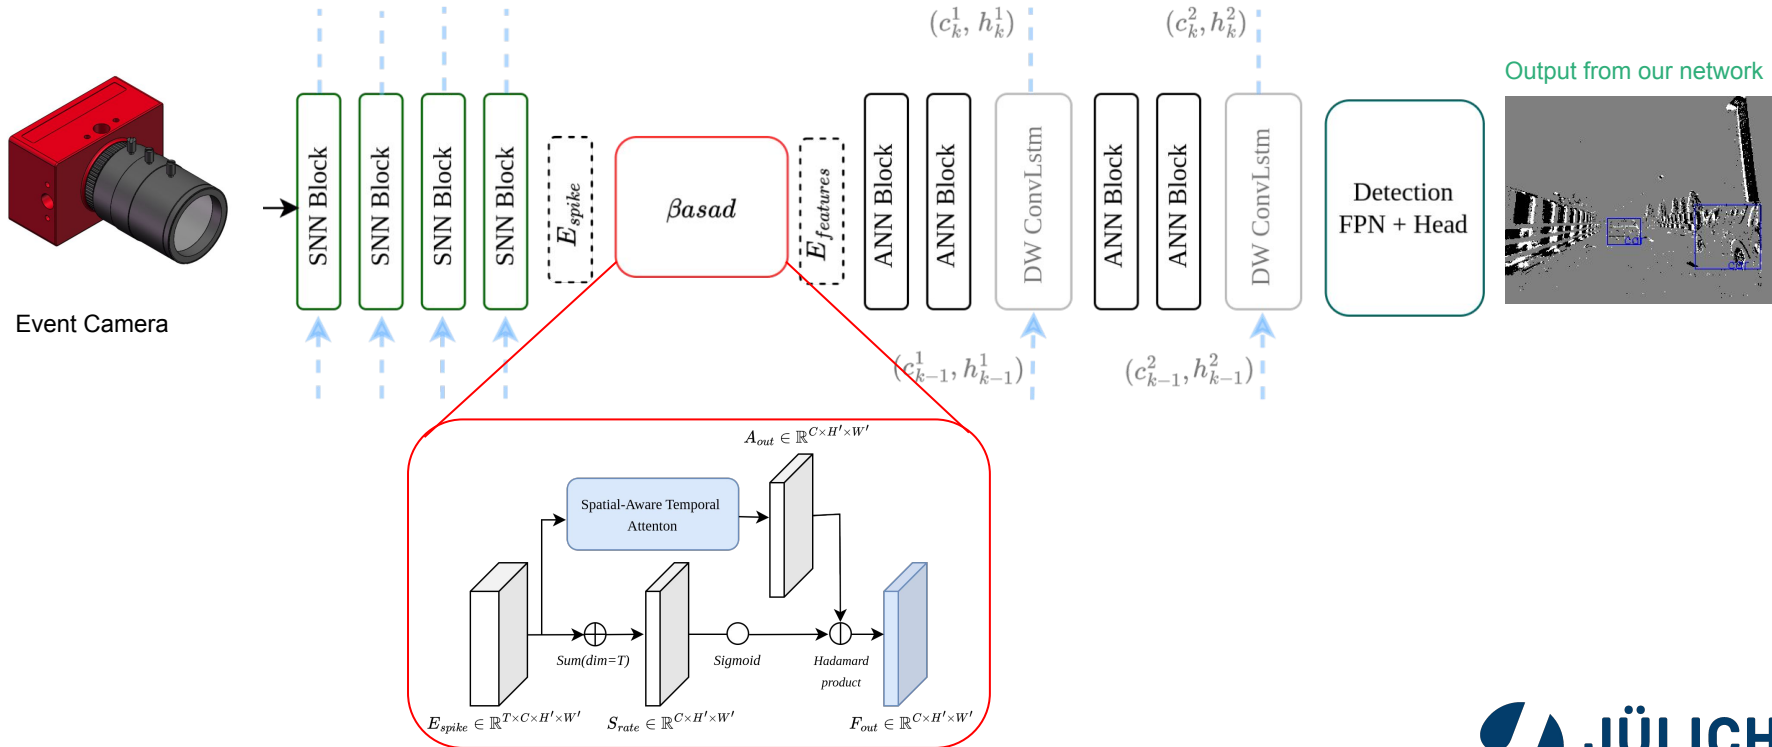 (c_k^1, h_k^1)
(c_k^2, h_k^2)
Output from our network
SNN Block
SNN Block
SNN Block
SNN Block
E_spike
βasad
E_features
ANN Block
ANN Block
DW ConvLstm
ANN Block
ANN Block
DW ConvLstm
Detection
FPN + Head
car
car
Event Camera
(c_{k-1}^1, h_{k-1}^1)
(c_{k-1}^2, h_{k-1}^2)
A_out ∈ ℝ^{C×H′×W′}
Spatial-Aware Temporal
Attenton
Sum(dim=T)
Sigmoid
Hadamard
product
E_spike ∈ ℝ^{T×C×H′×W′}
S_rate ∈ ℝ^{C×H′×W′}
F_out ∈ ℝ^{C×H′×W′}
JÜLICH